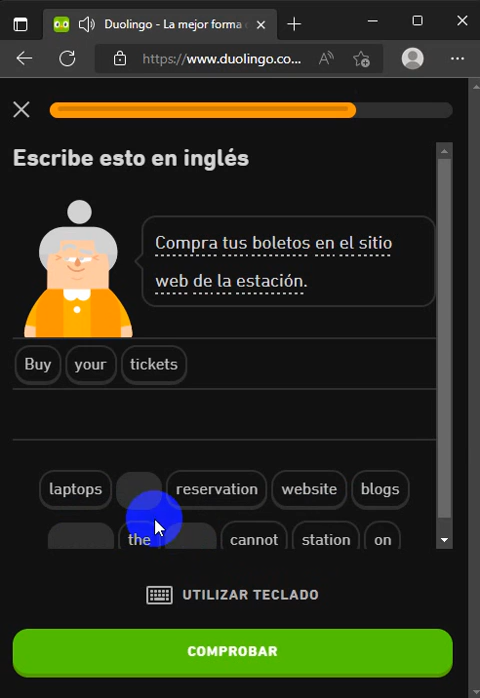 Duolingo - La mejor forma
https://www.duolingo.co...
Escribe esto en inglés
Compra tus boletos en el sitio
web de la estación.
Buy your tickets
laptops reservation website blogs
the cannot station on
UTILIZAR TECLADO
COMPROBAR